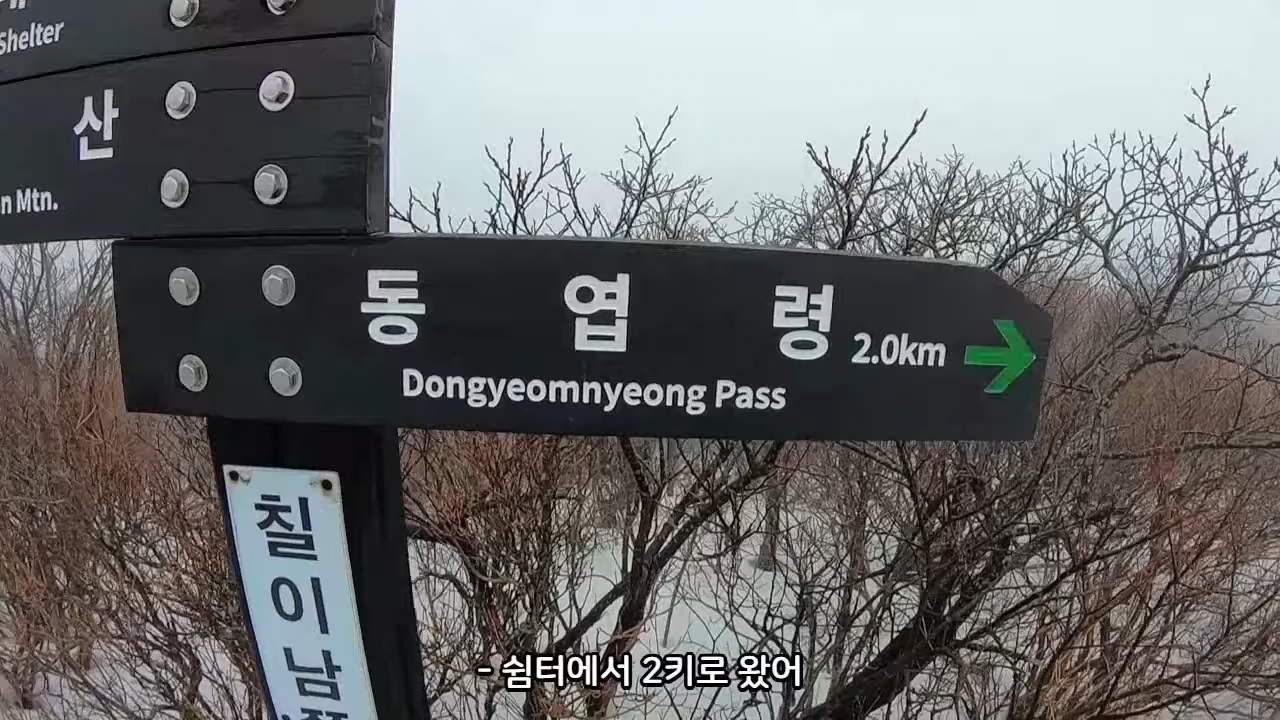 Shelter
산
n Mtn.
동엽령 2.0km
Dongyeomnyeong Pass
칠
이
남
- 쉼터에서 2키로 왔어